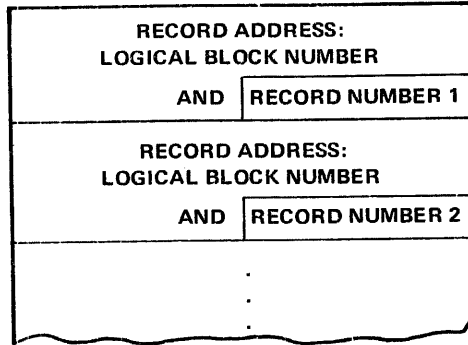 RECORD ADDRESS:
LOGICAL BLOCK NUMBER
AND RECORD NUMBER 1
RECORD ADDRESS:
LOGICAL BLOCK NUMBER
AND RECORD NUMBER 2
.
.
.